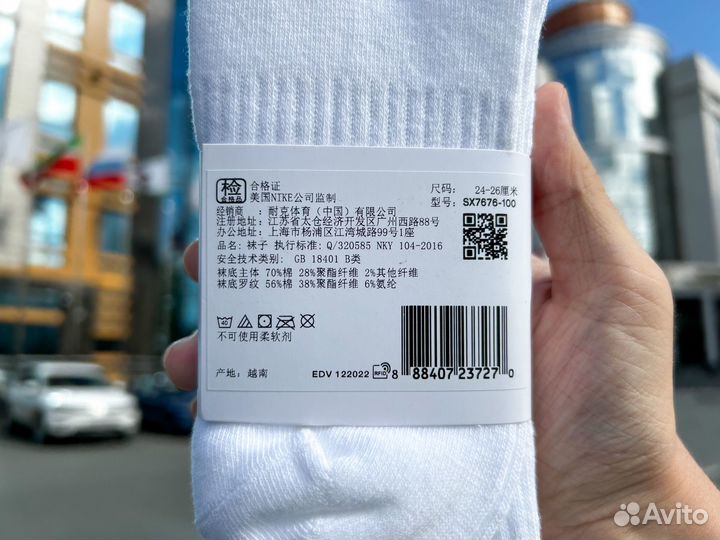 检 合格证
合格品 美国NIKE公司监制
尺码: 24-26厘米
型号: SX7676-100
经销商 : 耐克体育 (中国) 有限公司
注册地址: 江苏省太仓经济开发区广州西路88号
办公地址: 上海市杨浦区江湾城路99号1座
品名: 袜子 执行标准: Q/320585 NKY 104-2016
安全技术类别: GB 18401 B类
袜底主体 70%棉 28%聚酯纤维 2%其他纤维
袜底罗纹 56%棉 38%聚酯纤维 6%氨纶
40
不可使用柔软剂
产地: 越南
EDV 122022 RFID 8 88407 23727 0
Avito